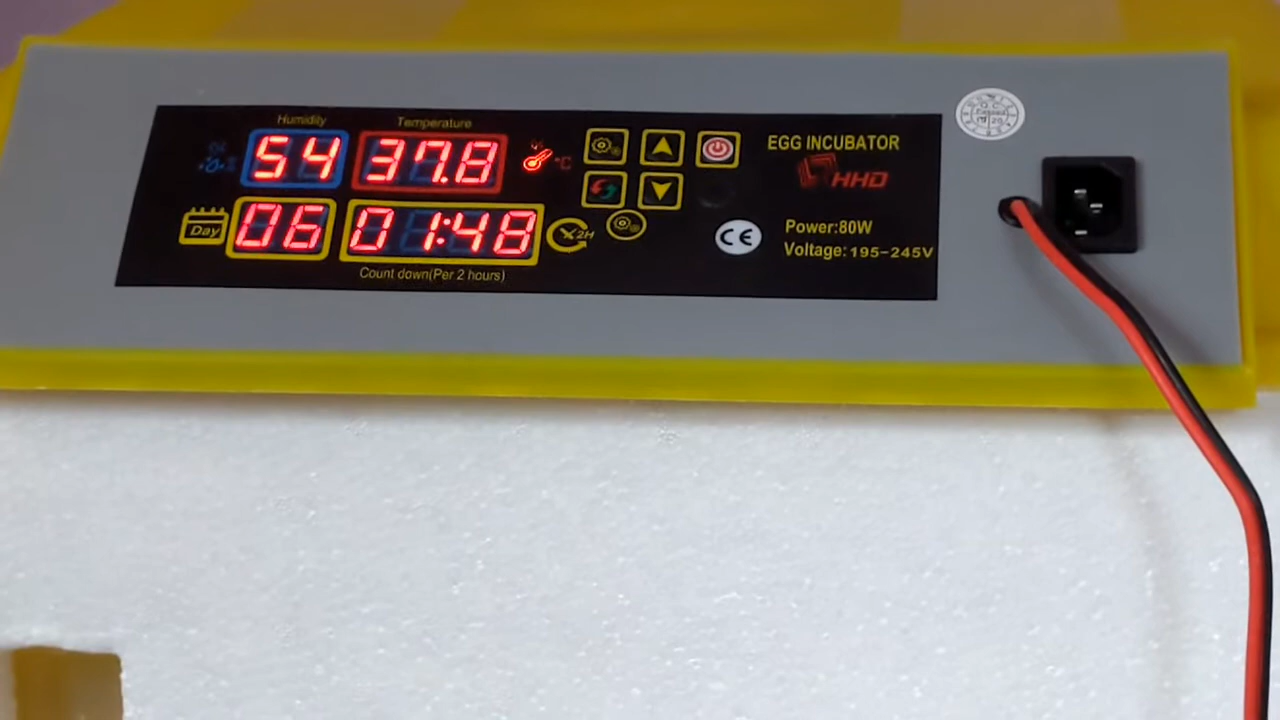 Humidity
Temperature
54
37.8
°C
EGG INCUBATOR
HHD
Day
06
01:48
2H
CE
Power:80W
Voltage: 195-245V
Count down(Per 2 hours)